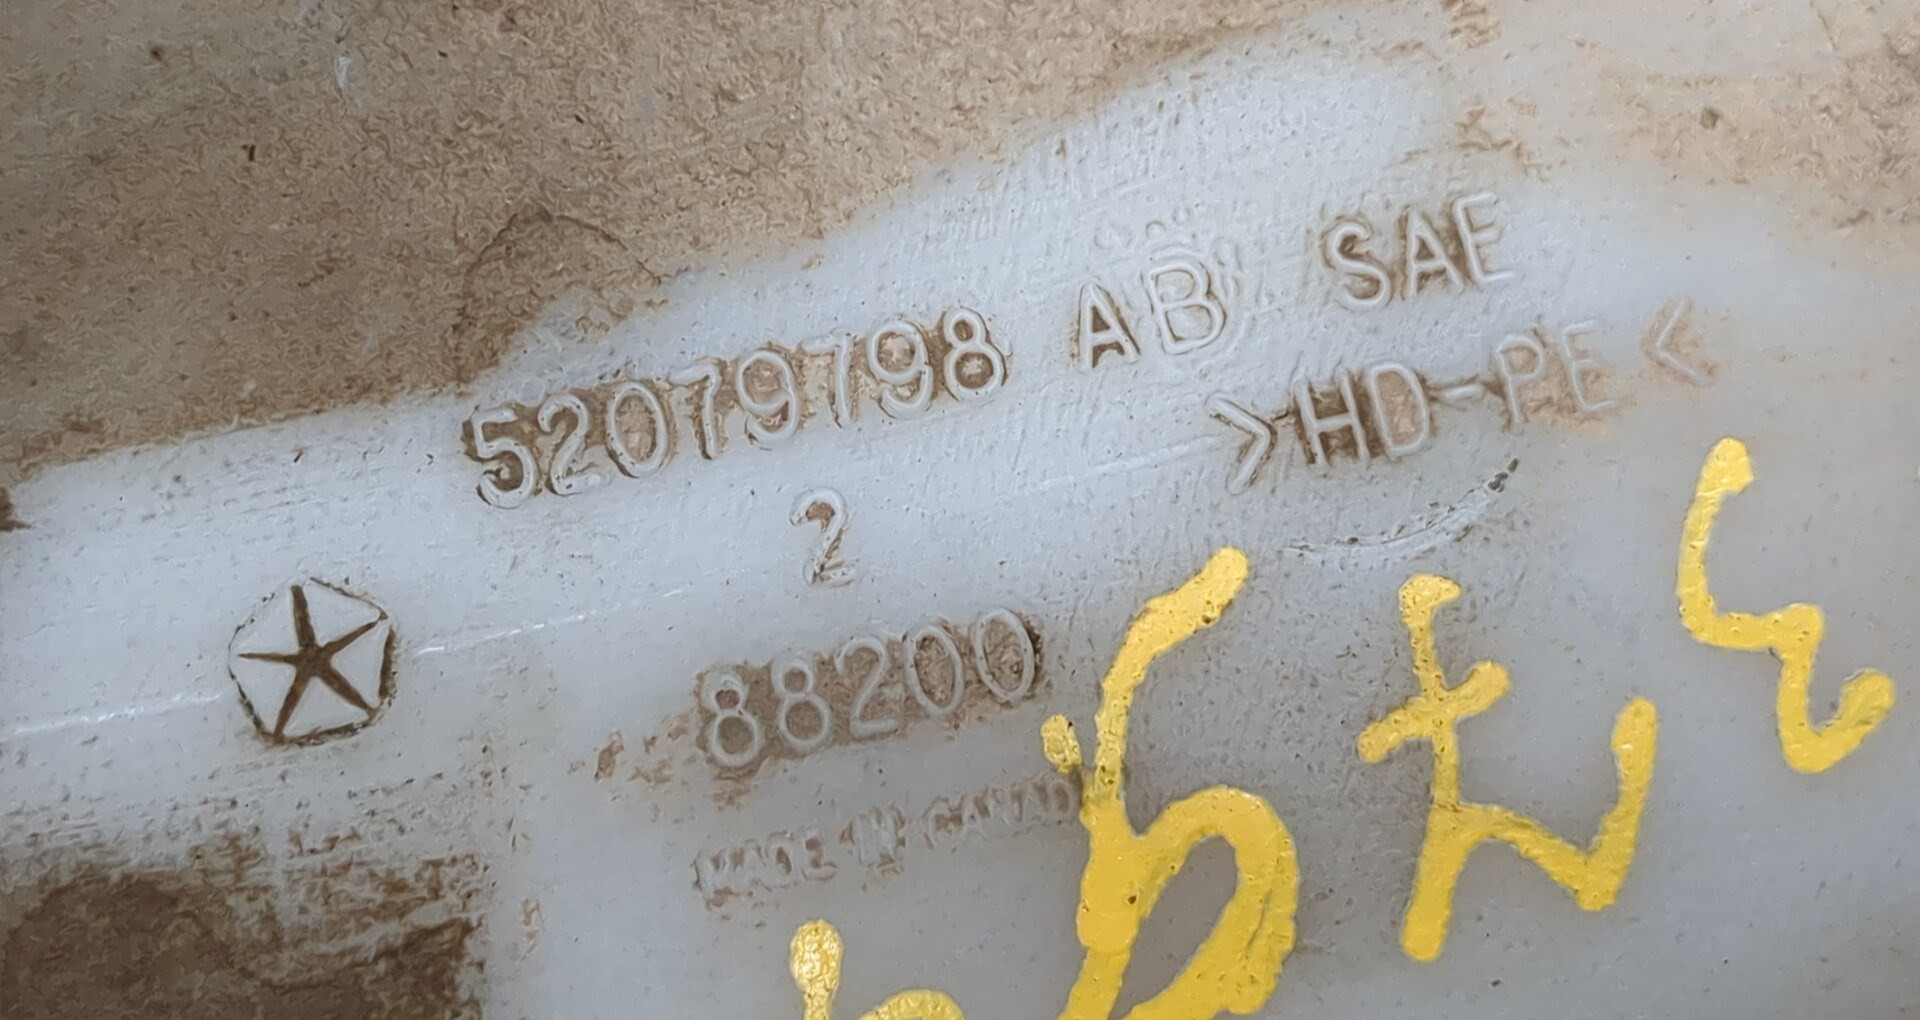 52079798 AB SAE
>HD-PE<
2
88200
MADE IN CANADA